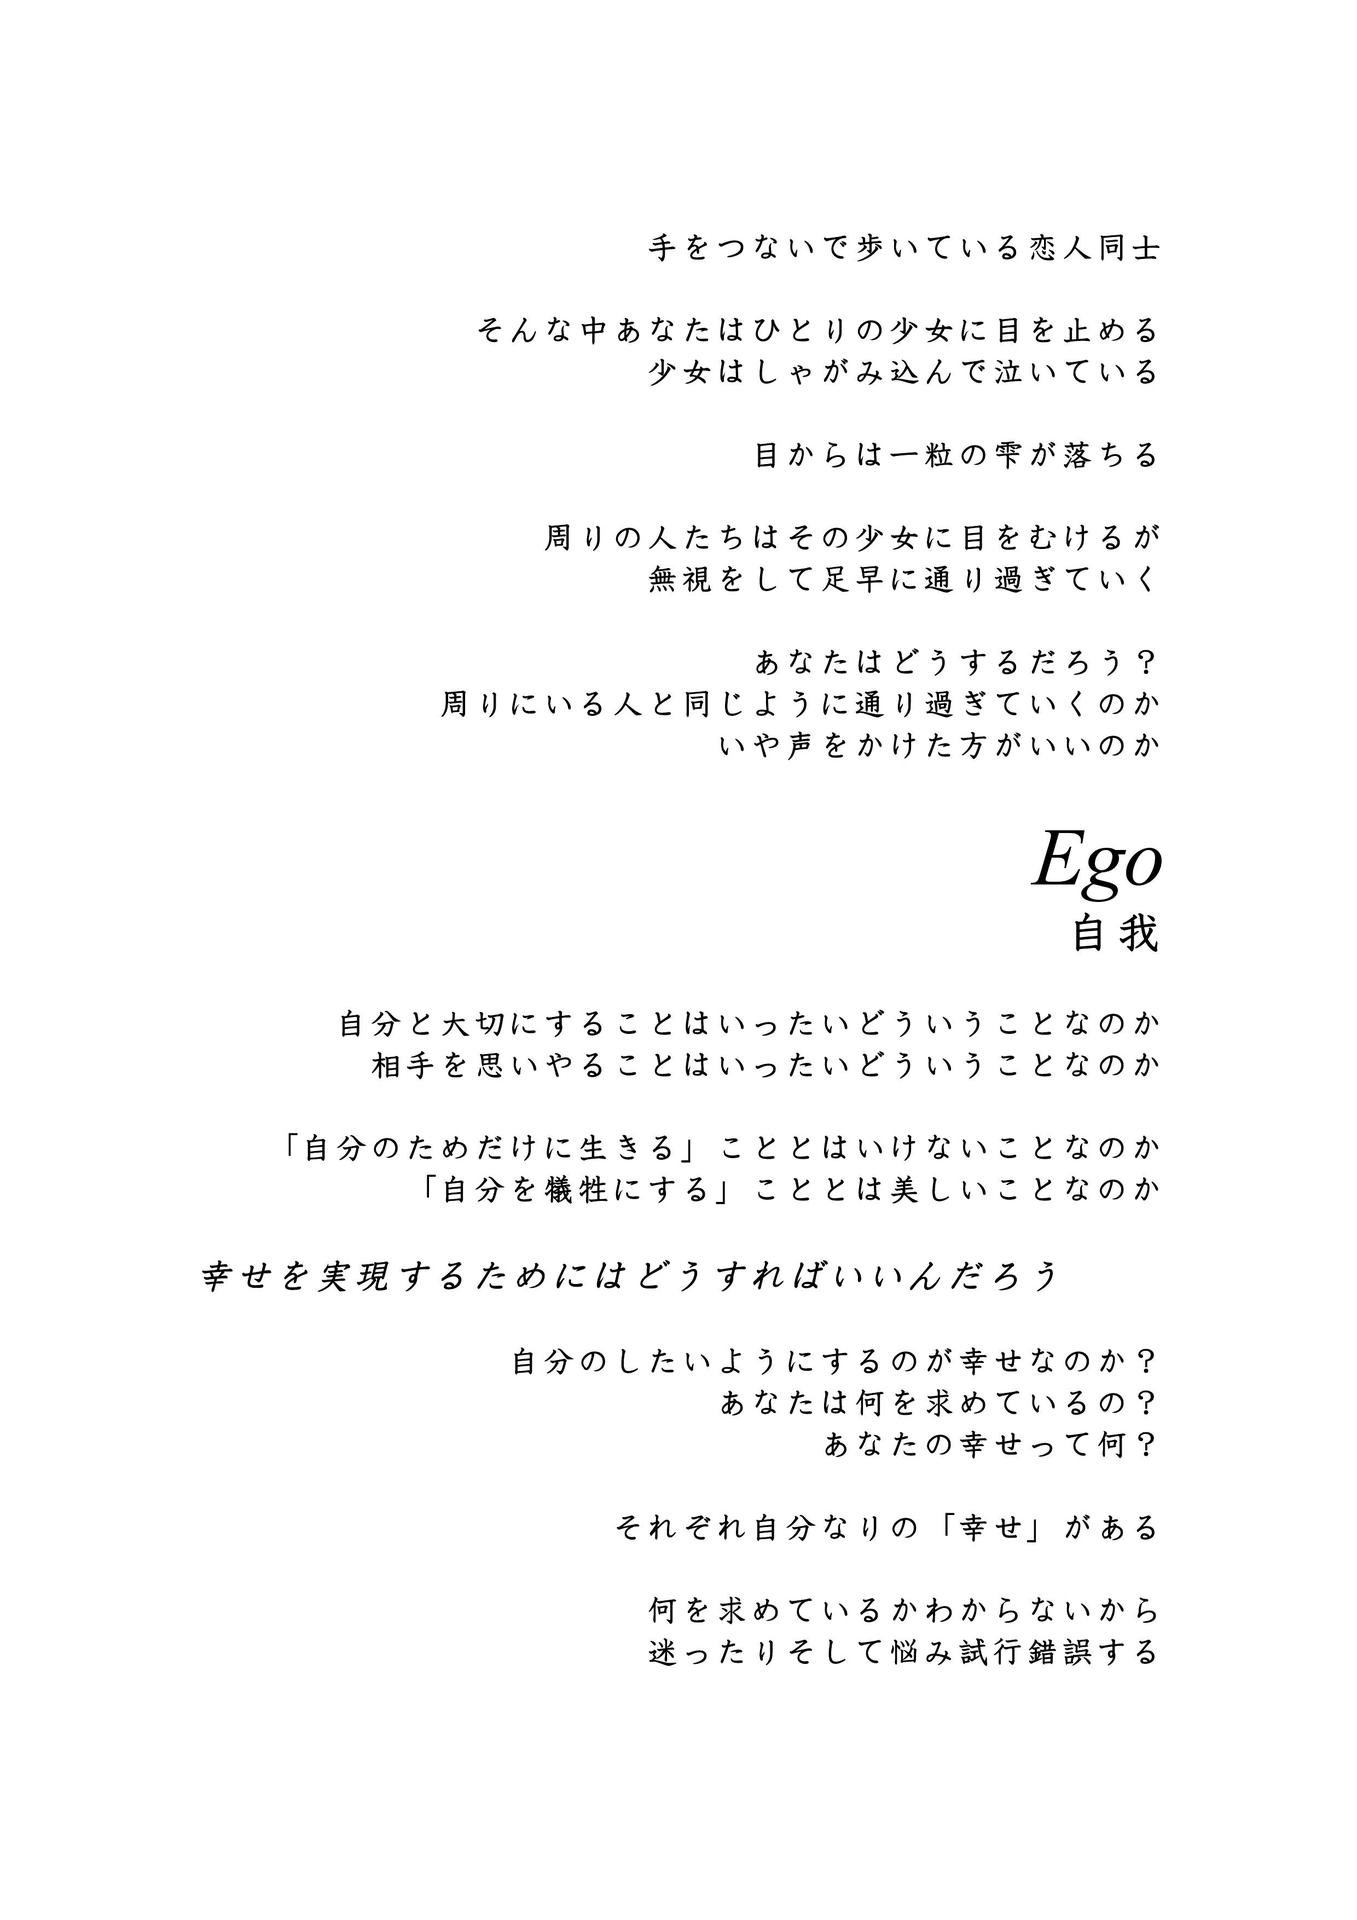 手をつないで歩いている恋人同士
そんな中あなたはひとりの少女に目を止める
少女はしゃがみ込んで泣いている
目からは一粒の雫が落ちる
周りの人たちはその少女に目をむけるが
無視をして足早に通り過ぎていく
あなたはどうするだろう？
周りにいる人と同じように通り過ぎていくのか
いや声をかけた方がいいのか
Ego
自我
自分と大切にすることはいったいどういうことなのか
相手を思いやることはいったいどういうことなのか
「自分のためだけに生きる」こととはいけないことなのか
「自分を犠牲にする」こととは美しいことなのか
幸せを実現するためにはどうすればいいんだろう
自分のしたいようにするのが幸せなのか？
あなたは何を求めているの？
あなたの幸せって何？
それぞれ自分なりの「幸せ」がある
何を求めているかわからないから
迷ったりそして悩み試行錯誤する